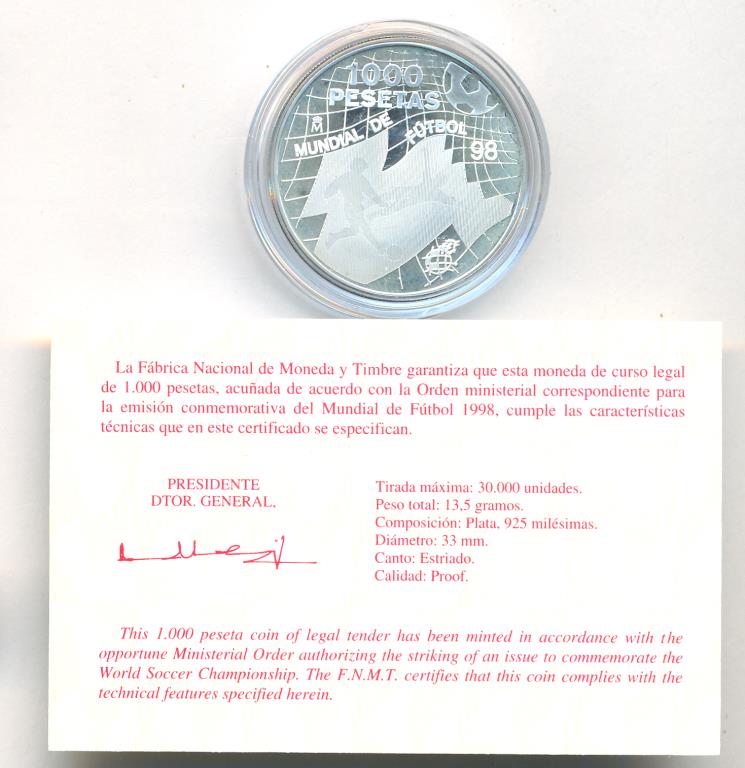 1000
PESETAS
MUNDIAL DE FÚTBOL 98
M
La Fábrica Nacional de Moneda y Timbre garantiza que esta moneda de curso legal
de 1.000 pesetas, acuñada de acuerdo con la Orden ministerial correspondiente para
la emisión conmemorativa del Mundial de Fútbol 1998, cumple las características
técnicas que en este certificado se especifican.
PRESIDENTE
DTOR. GENERAL,
Tirada máxima: 30.000 unidades.
Peso total: 13,5 gramos.
Composición: Plata, 925 milésimas.
Diámetro: 33 mm.
Canto: Estriado.
Calidad: Proof.
This 1.000 peseta coin of legal tender has been minted in accordance with the
opportune Ministerial Order authorizing the striking of an issue to commemorate the
World Soccer Championship. The F.N.M.T. certifies that this coin complies with the
technical features specified herein.